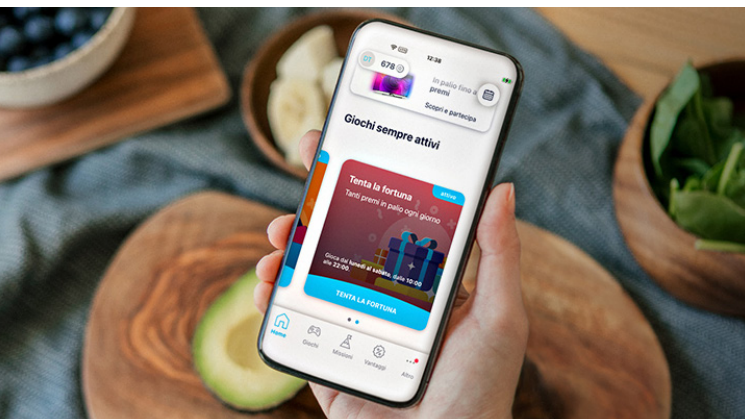 12:36
DT 678
in palio fino a
premi
Scopri e partecipa
Giochi sempre attivi
attivo
Tenta la fortuna
Tanti premi in palio ogni giorno
Gioca dal lunedì al sabato, dalle 10:00
alle 22:00.
TENTA LA FORTUNA
Home
Giochi
Missioni
Vantaggi
Altro